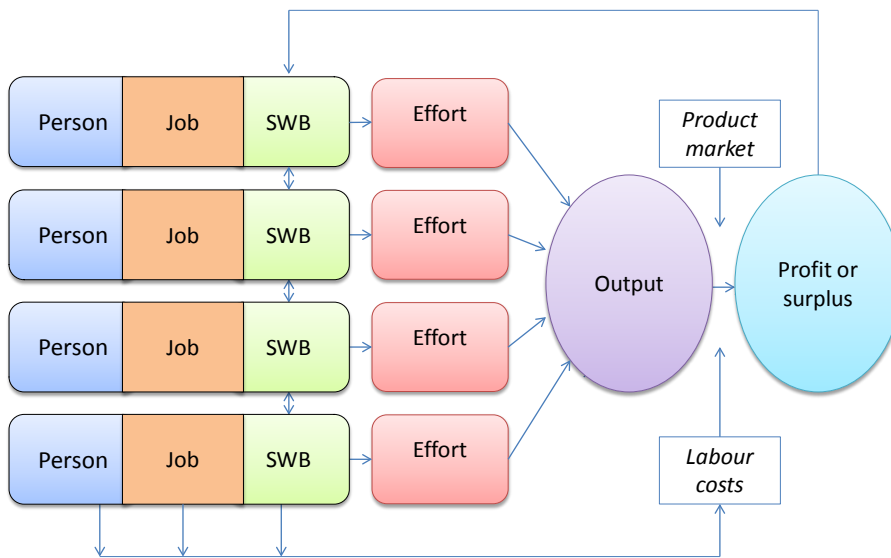 Person Job SWB Effort
Product
market
Person Job SWB Effort
Output
Profit or
surplus
Person Job SWB Effort
Person Job SWB Effort
Labour
costs